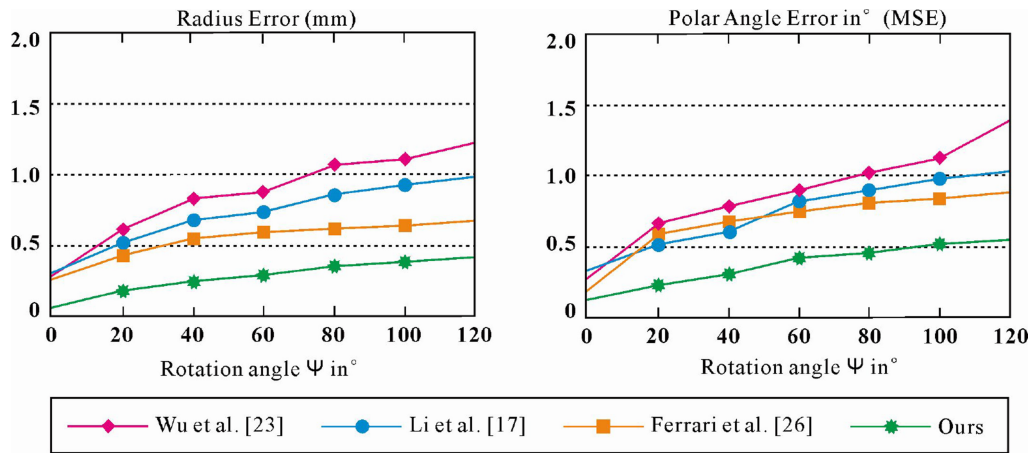 Radius Error (mm)
2.0
1.5
1.0
0.5
0
0 20 40 60 80 100 120
Rotation angle Ψ in°
Polar Angle Error in° (MSE)
2.0
1.5
1.0
0.5
0
0 20 40 60 80 100 120
Rotation angle Ψ in°
Wu et al. [23] Li et al. [17] Ferrari et al. [26] Ours